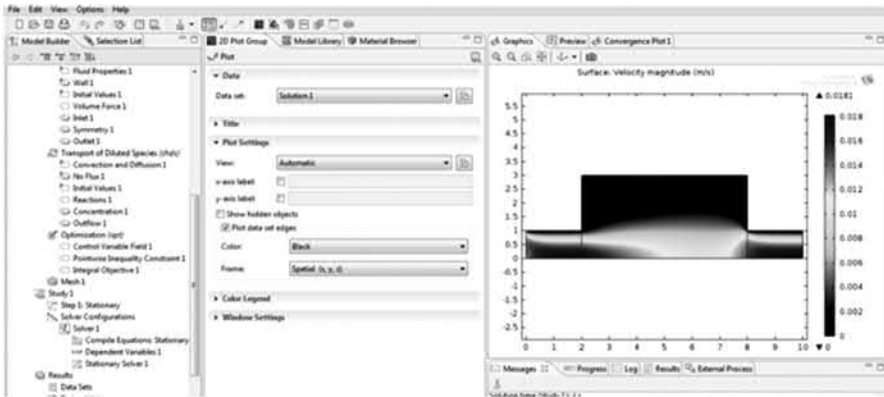 File Edit View Options Help
Model Builder Selection List
Fluid Properties 1
Wall 1
Initial Values 1
Volume Force 1
Inlet 1
Symmetry 1
Outlet 1
Transport of Diluted Species (chds)
Convection and Diffusion 1
No Flux 1
Initial Values 1
Reactions 1
Concentration 1
Outflow 1
Optimization (opt)
Control Variable Field 1
Pointwise Inequality Constraint 1
Integral Objective 1
Mesh 1
Study 1
Step 1: Stationary
Solver Configurations
Solver 1
Compile Equations: Stationary
Dependent Variables 1
Stationary Solver 1
Results
Data Sets
2D Plot Group Model Library Material Browser
Plot
Data
Data set: Solution 1
Title
Plot Settings
View: Automatic
x-axis label:
y-axis label:
Show hidden objects
Plot data set edges
Color: Black
Frame: Spatial (x, y, z)
Color Legend
Window Settings
Graphics Preview Convergence Plot 1
Surface: Velocity magnitude (m/s)
▲ 0.0181
5.5
5
4.5
4
3.5
3
2.5
2
1.5
1
0.5
0
-0.5
-1
-1.5
-2
-2.5
0 1 2 3 4 5 6 7 8 9 10
0.018
0.016
0.014
0.012
0.01
0.008
0.006
0.004
0.002
0
▼ 0
Messages Progress Log Results External Process